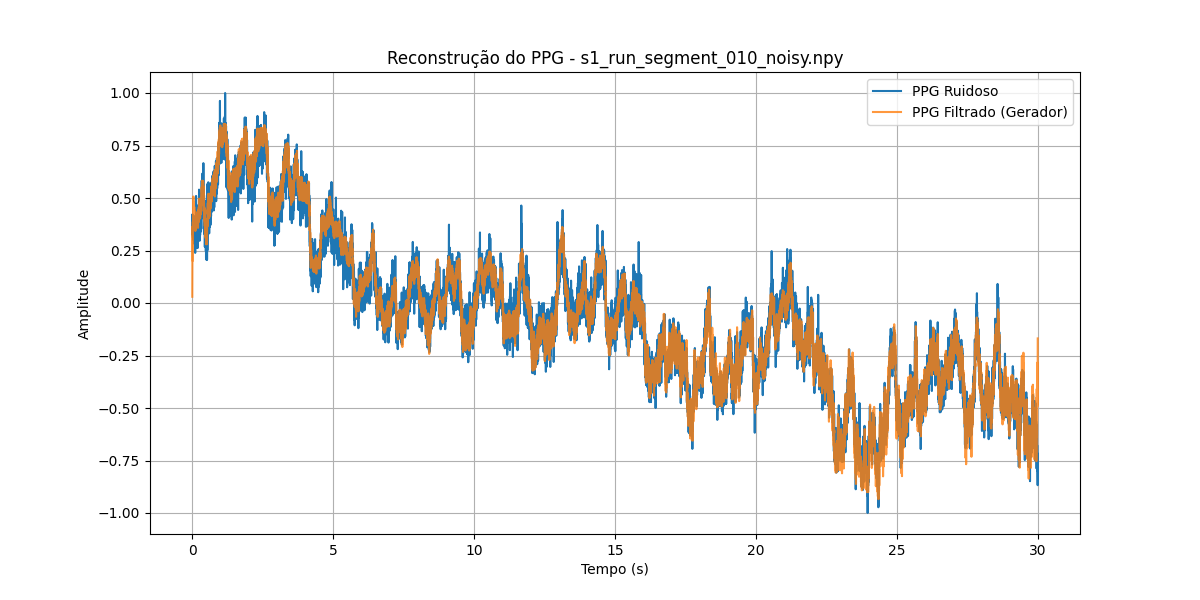 Reconstrução do PPG - s1_run_segment_010_noisy.npy
PPG Ruidoso
PPG Filtrado (Gerador)
Amplitude
1.00
0.75
0.50
0.25
0.00
−0.25
−0.50
−0.75
−1.00
0 5 10 15 20 25 30
Tempo (s)